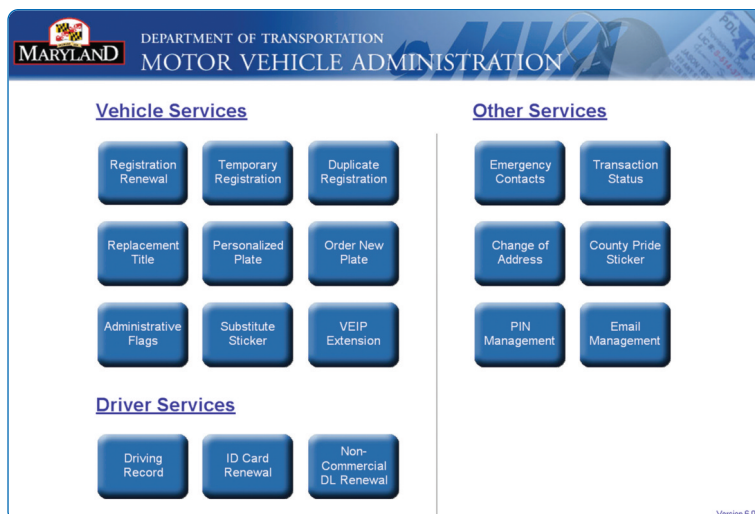 MARYLAND
DEPARTMENT OF TRANSPORTATION
MOTOR VEHICLE ADMINISTRATION
Vehicle Services
Registration
Renewal
Temporary
Registration
Duplicate
Registration
Replacement
Title
Personalized
Plate
Order New
Plate
Administrative
Flags
Substitute
Sticker
VEIP
Extension
Driver Services
Driving
Record
ID Card
Renewal
Non-
Commercial
DL Renewal
Other Services
Emergency
Contacts
Transaction
Status
Change of
Address
County Pride
Sticker
PIN
Management
Email
Management